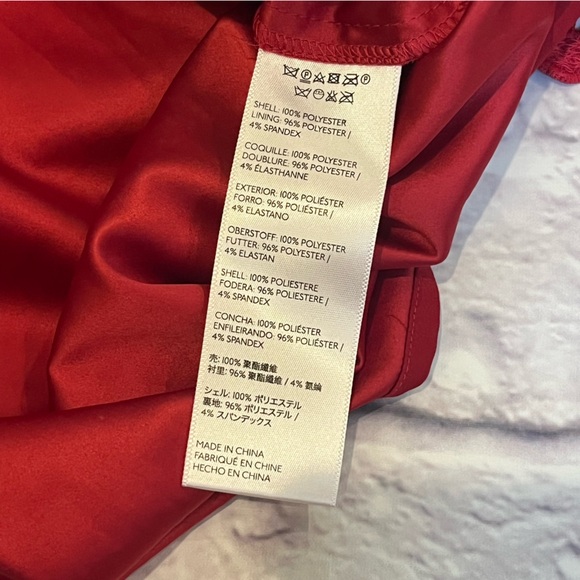 SHELL: 100% POLYESTER
LINING: 96% POLYESTER /
4% SPANDEX
COQUILLE: 100% POLYESTER
DOUBLURE: 96% POLYESTER /
4% ÉLASTHANNE
EXTERIOR: 100% POLIÉSTER
FORRO: 96% POLIÉSTER /
4% ELASTANO
OBERSTOFF: 100% POLYESTER
FUTTER: 96% POLYESTER /
4% ELASTAN
SHELL: 100% POLIESTERE
FODERA: 96% POLIESTERE /
4% SPANDEX
CONCHA: 100% POLIÉSTER
ENFILEIRANDO: 96% POLIÉSTER /
4% SPANDEX
壳: 100% 聚酯纖維
衬里: 96% 聚酯纖維 / 4% 氨綸
シェル: 100% ポリエステル
裏地: 96% ポリエステル /
4% スパンデックス
MADE IN CHINA
FABRIQUÉ EN CHINE
HECHO EN CHINA